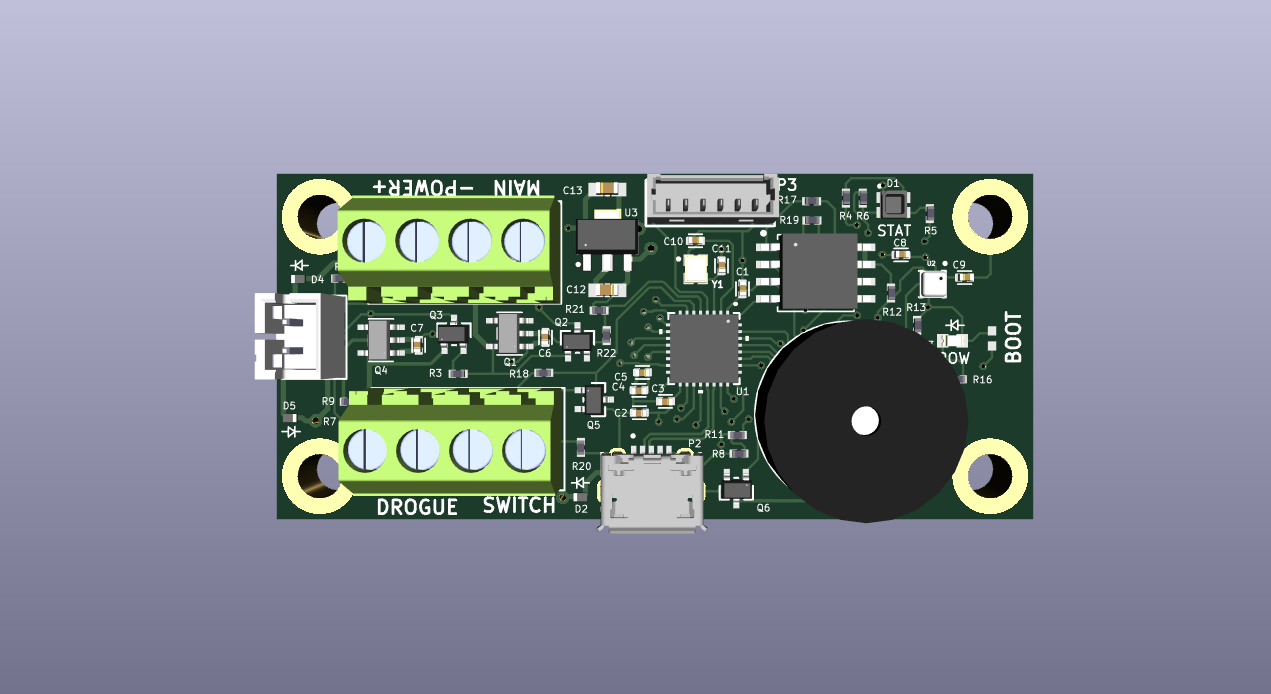 +POWER-
MAIN
C13
P3
D1
R17
R4
R6
U3
R19
R5
STAT
C10
C11
C8
U2
C9
D4
Y1
C1
C12
R12
R13
R21
Q3
Q2
C7
C6
Q1
R22
BOOT
Q4
R3
R18
C5
R16
C4
C3
U1
D5
R9
C2
R7
Q5
R11
P2
R8
R20
DROGUE
SWITCH
D2
Q6